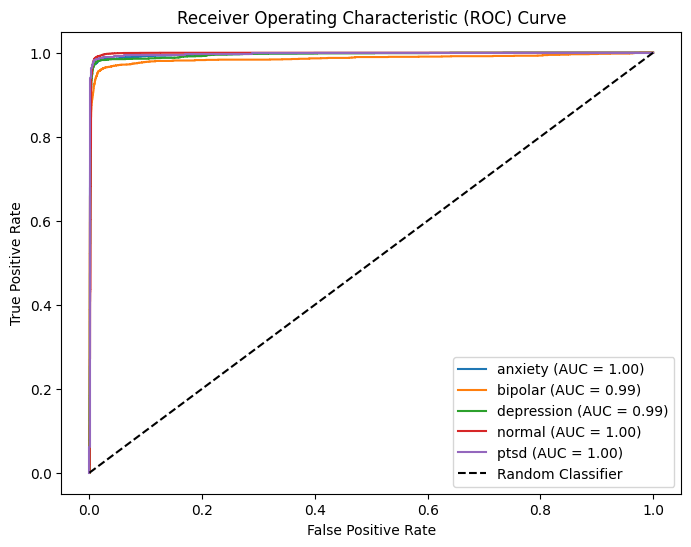 Receiver Operating Characteristic (ROC) Curve
True Positive Rate
1.0
0.8
0.6
0.4
0.2
0.0
anxiety (AUC = 1.00)
bipolar (AUC = 0.99)
depression (AUC = 0.99)
normal (AUC = 1.00)
ptsd (AUC = 1.00)
Random Classifier
0.0 0.2 0.4 0.6 0.8 1.0
False Positive Rate